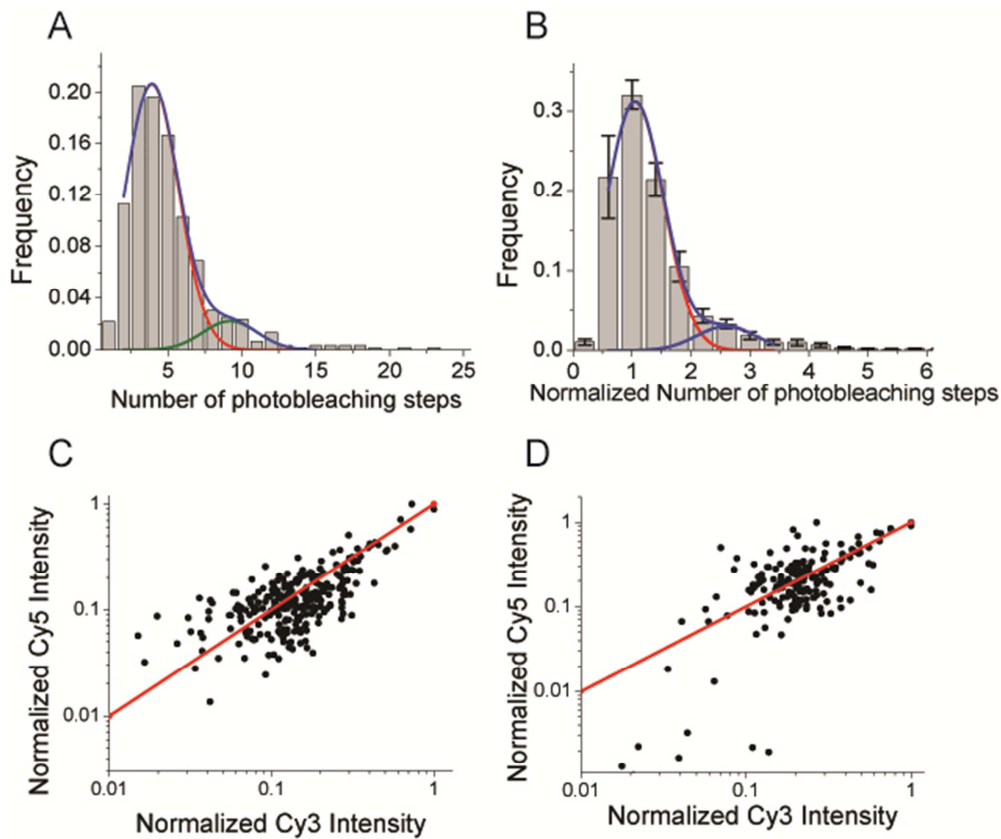 A
B
0.20
0.16
0.12
0.08
0.04
0.00
Frequency
5
10
15
20
25
Number of photobleaching steps
0.3
0.2
0.1
0.0
Frequency
0
1
2
3
4
5
6
Normalized Number of photobleaching steps
C
D
1
0.1
0.01
Normalized Cy5 Intensity
0.01
0.1
1
Normalized Cy3 Intensity
1
0.1
0.01
Normalized Cy5 Intensity
0.01
0.1
1
Normalized Cy3 Intensity